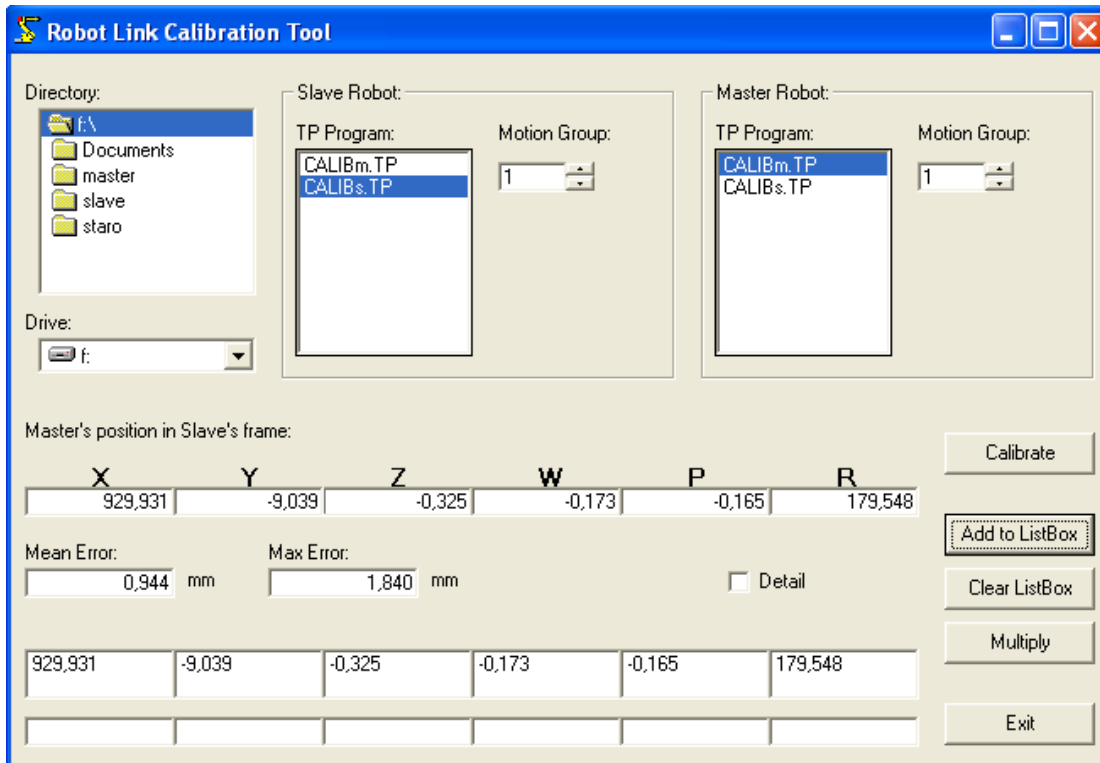 Robot Link Calibration Tool
Directory:
f:\
Documents
master
slave
staro
Drive:
f:
Slave Robot:
TP Program:
CALIBm.TP
CALIBs.TP
Motion Group:
1
Master Robot:
TP Program:
CALIBm.TP
CALIBs.TP
Motion Group:
1
Master's position in Slave's frame:
X Y Z W P R
929,931 -9,039 -0,325 -0,173 -0,165 179,548
Mean Error: Max Error:
0,944 mm 1,840 mm Detail
929,931 -9,039 -0,325 -0,173 -0,165 179,548
Calibrate
Add to ListBox
Clear ListBox
Multiply
Exit